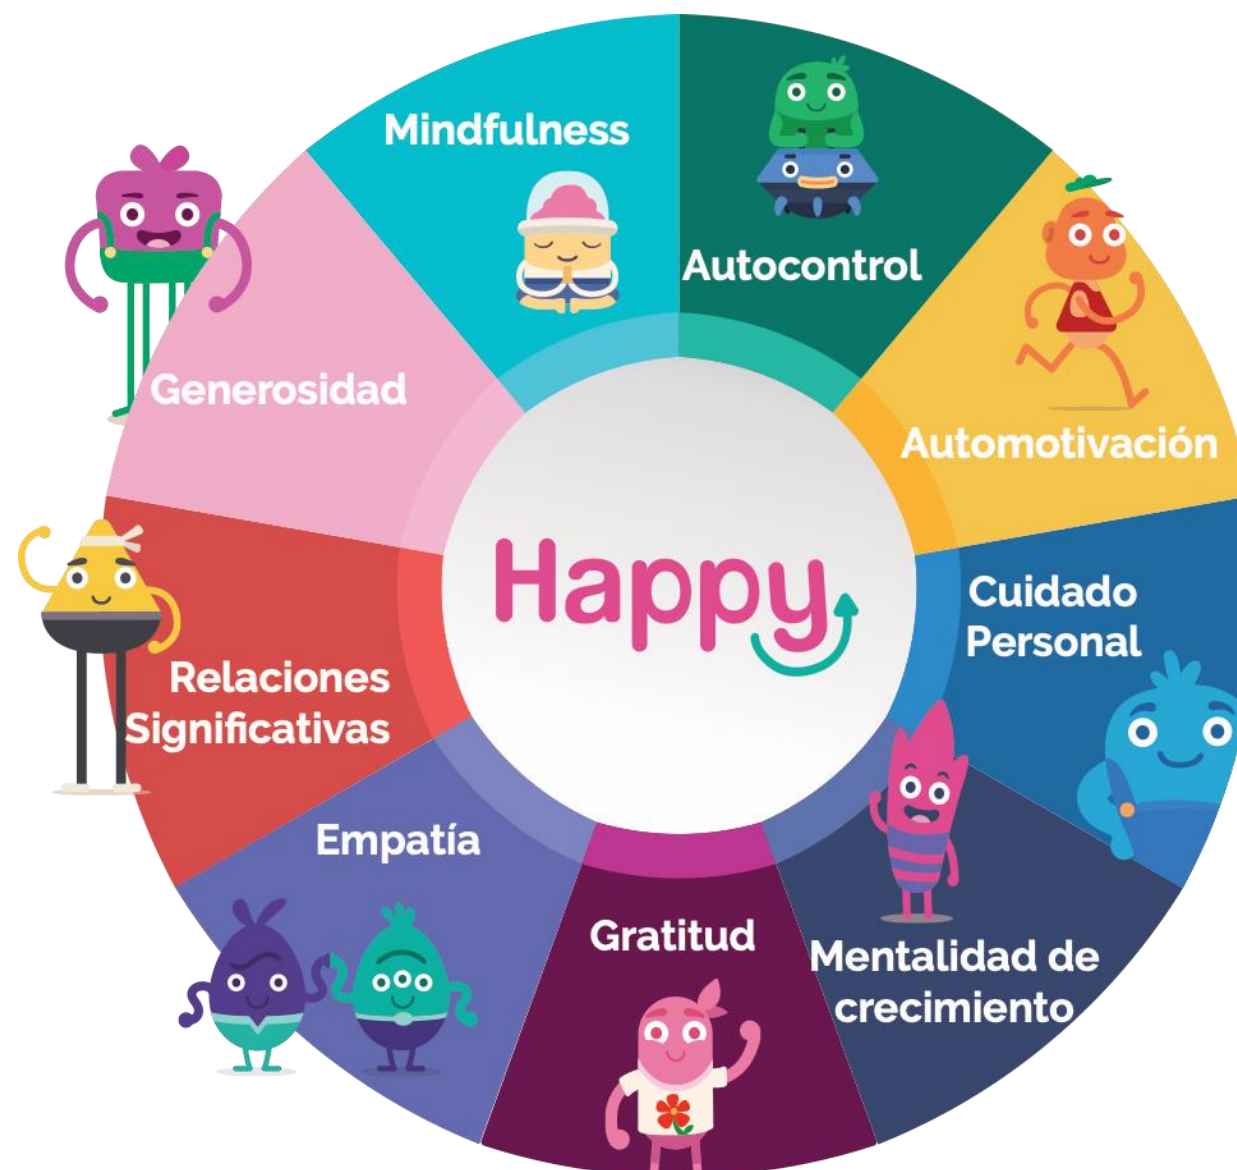 Mindfulness
Autocontrol
Automotivación
Cuidado
Personal
Mentalidad de
crecimiento
Gratitud
Empatía
Relaciones
Significativas
Generosidad
Happy